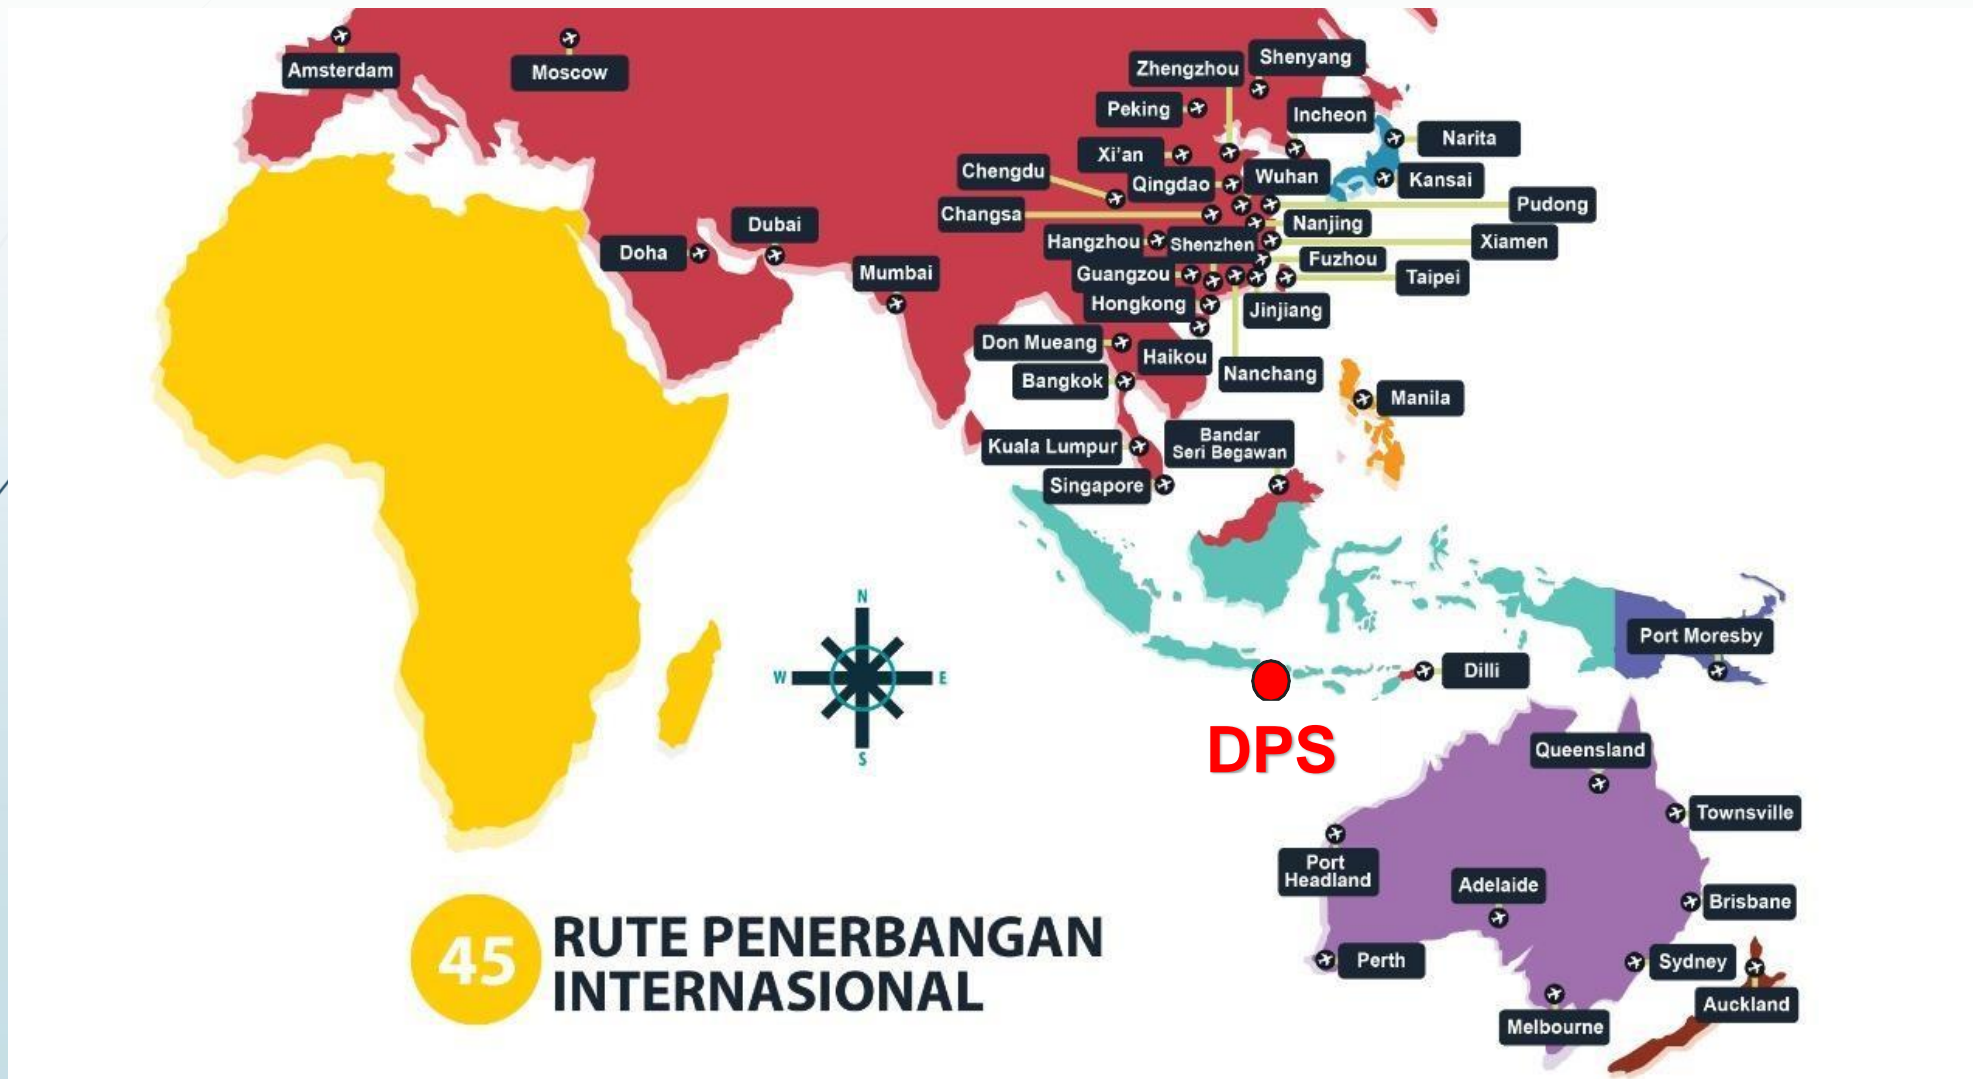 Amsterdam
Moscow
Zhengzhou
Shenyang
Peking
Incheon
Narita
Xi'an
Chengdu
Qingdao
Wuhan
Kansai
Changsa
Pudong
Nanjing
Dubai
Doha
Hangzhou
Shenzhen
Xiamen
Mumbai
Guangzou
Fuzhou
Taipei
Hongkong
Jinjiang
Don Mueang
Haikou
Bangkok
Nanchang
Manila
Kuala Lumpur
Bandar
Seri Begawan
Singapore
N
W
E
S
Port Moresby
Dilli
DPS
Queensland
Townsville
Port
Headland
Adelaide
Brisbane
Perth
Sydney
Auckland
Melbourne
45
RUTE PENERBANGAN
INTERNASIONAL